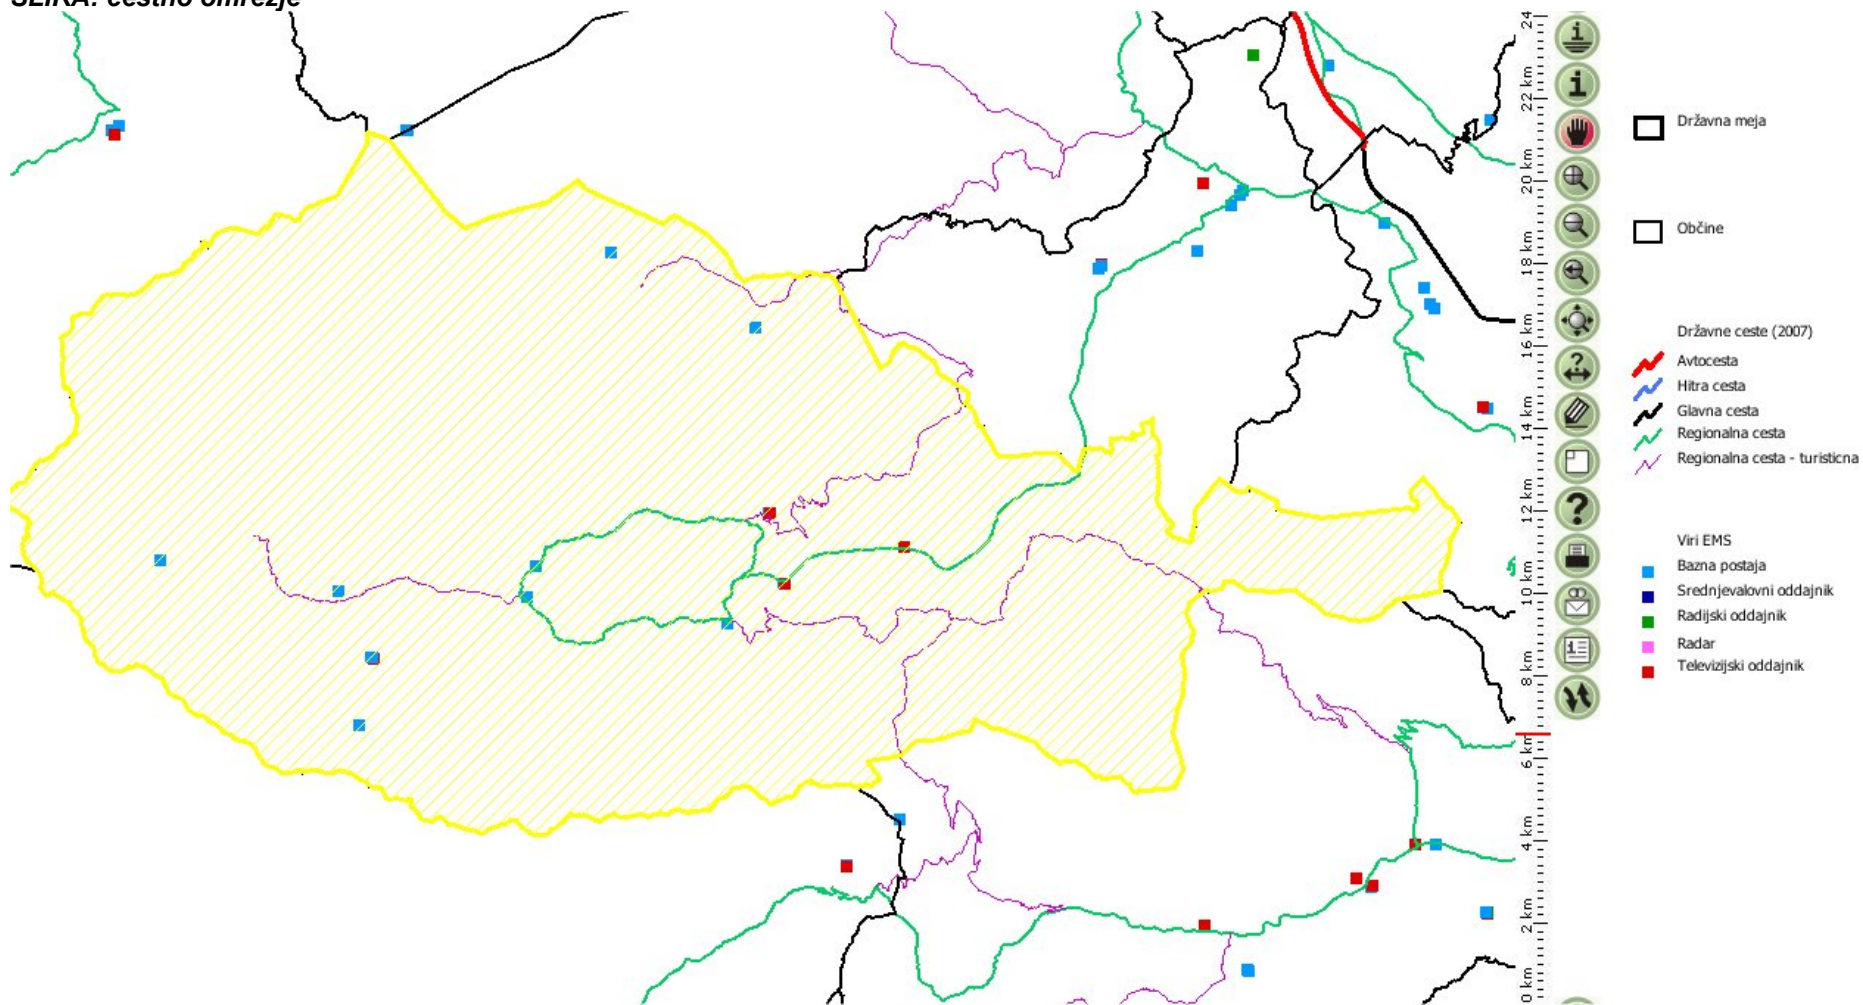 SLIKA: cestno omrežje
24
22 km
20 km
18 km
16 km
14 km
12 km
10 km
8 km
6 km
4 km
2 km
0 km
Državna meja
Občine
Državne ceste (2007)
Avtocesta
Hitra cesta
Glavna cesta
Regionalna cesta
Regionalna cesta - turisticna
Viri EMS
Bazna postaja
Srednjevalovni oddajnik
Radijski oddajnik
Radar
Televizijski oddajnik